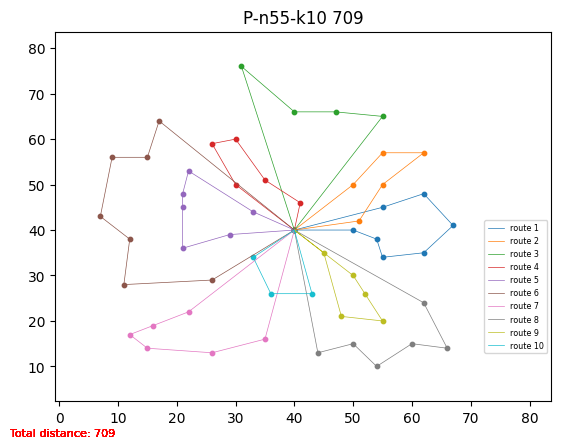 P-n55-k10 709
80
70
60
50
40
30
20
10
0 10 20 30 40 50 60 70 80
route 1
route 2
route 3
route 4
route 5
route 6
route 7
route 8
route 9
route 10
Total distance: 709